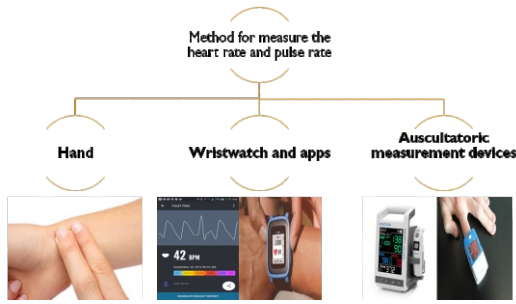 Method for measure the
heart rate and pulse rate
Hand
Wristwatch and apps
Auscultatoric
measurement devices
42 BPM